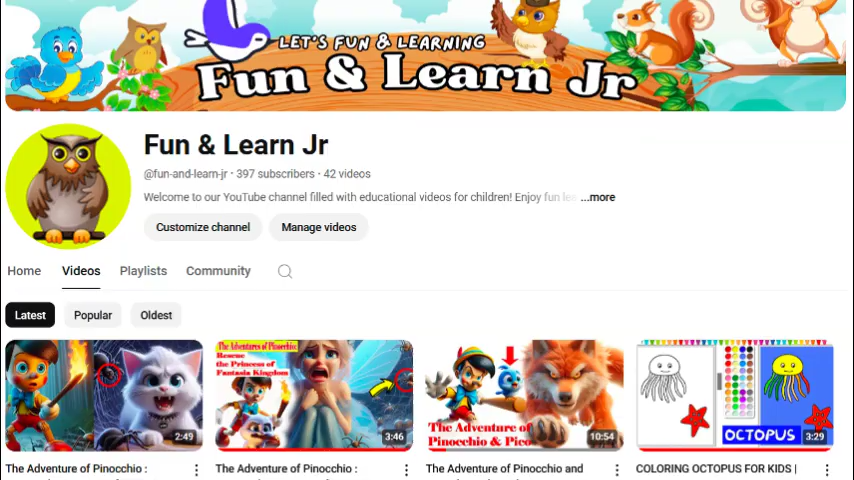 LET'S FUN & LEARNING
Fun & Learn Jr
Fun & Learn Jr
@fun-and-learn-jr · 397 subscribers · 42 videos
Welcome to our YouTube channel filled with educational videos for children! Enjoy fun ...more
Customize channel
Manage videos
Home
Videos
Playlists
Community
Latest
Popular
Oldest
2:49
The Adventures of Pinocchio:
Rescue
the Princess of
Fantasia Kingdom
3:46
The Adventure of
Pinocchio & Pico
10:54
OCTOPUS
3:29
The Adventure of Pinocchio :
The Adventure of Pinocchio :
The Adventure of Pinocchio and
COLORING OCTOPUS FOR KIDS |